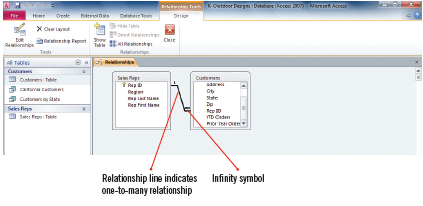 Relationship Tools
JC-Outdoor Designs : Database (Access 2007) - Microsoft Access
File Home Create External Data Database Tools Design
Edit Relationships
Clear Layout
Relationship Report
Tools
Show Table
Hide Table
Direct Relationships
All Relationships
Relationships
Close
All Tables
Customers
Customers : Table
California Customers
Customers by State
Sales Reps
Sales Reps : Table
Relationships
Sales Reps
Rep ID
Region
Rep Last Name
Rep First Name
1
Customers
Address
City
State
Zip
Rep ID
YTD Orders
Prior Year Orders
Relationship line indicates
one-to-many relationship
Infinity symbol